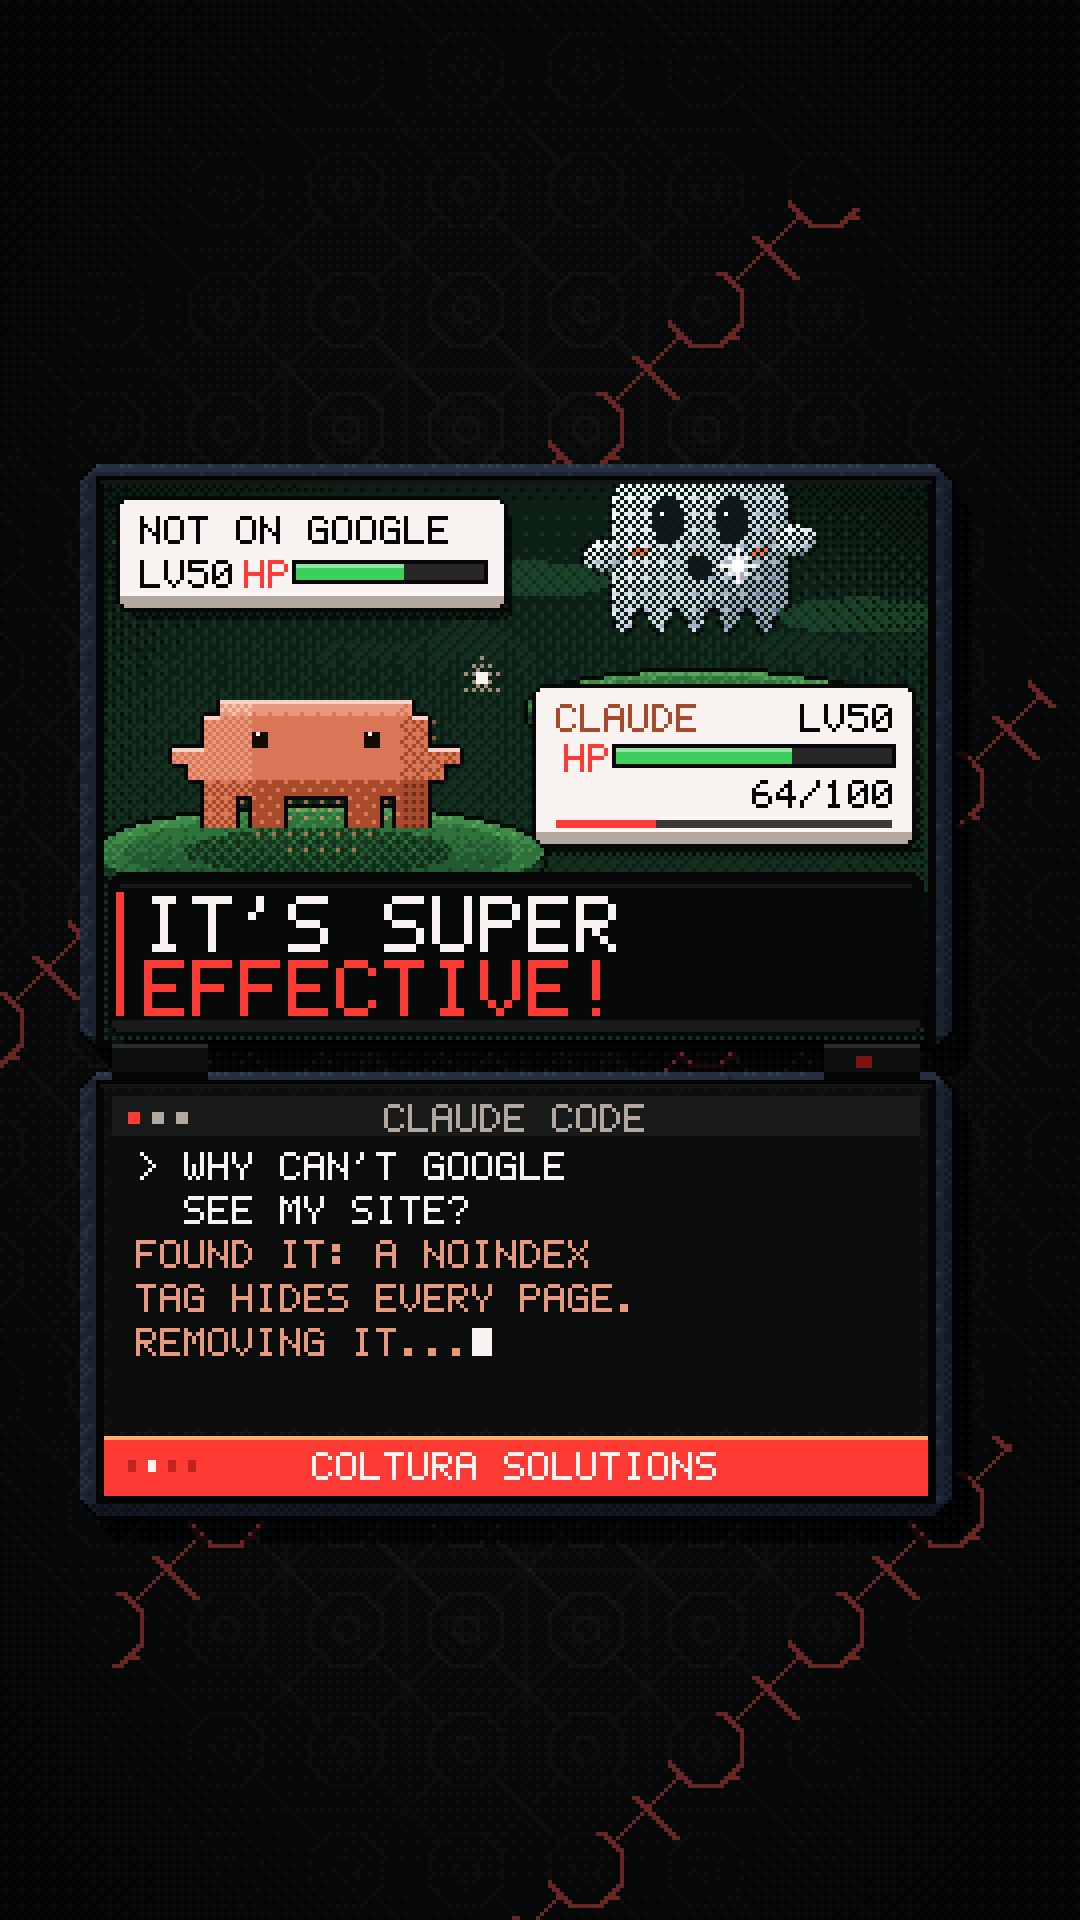 NOT ON GOOGLE
LV50 HP
CLAUDE LV50
HP
64/100
IT'S SUPER
EFFECTIVE!
CLAUDE CODE
> WHY CAN'T GOOGLE
SEE MY SITE?
FOUND IT: A NOINDEX
TAG HIDES EVERY PAGE.
REMOVING IT...
COLTURA SOLUTIONS